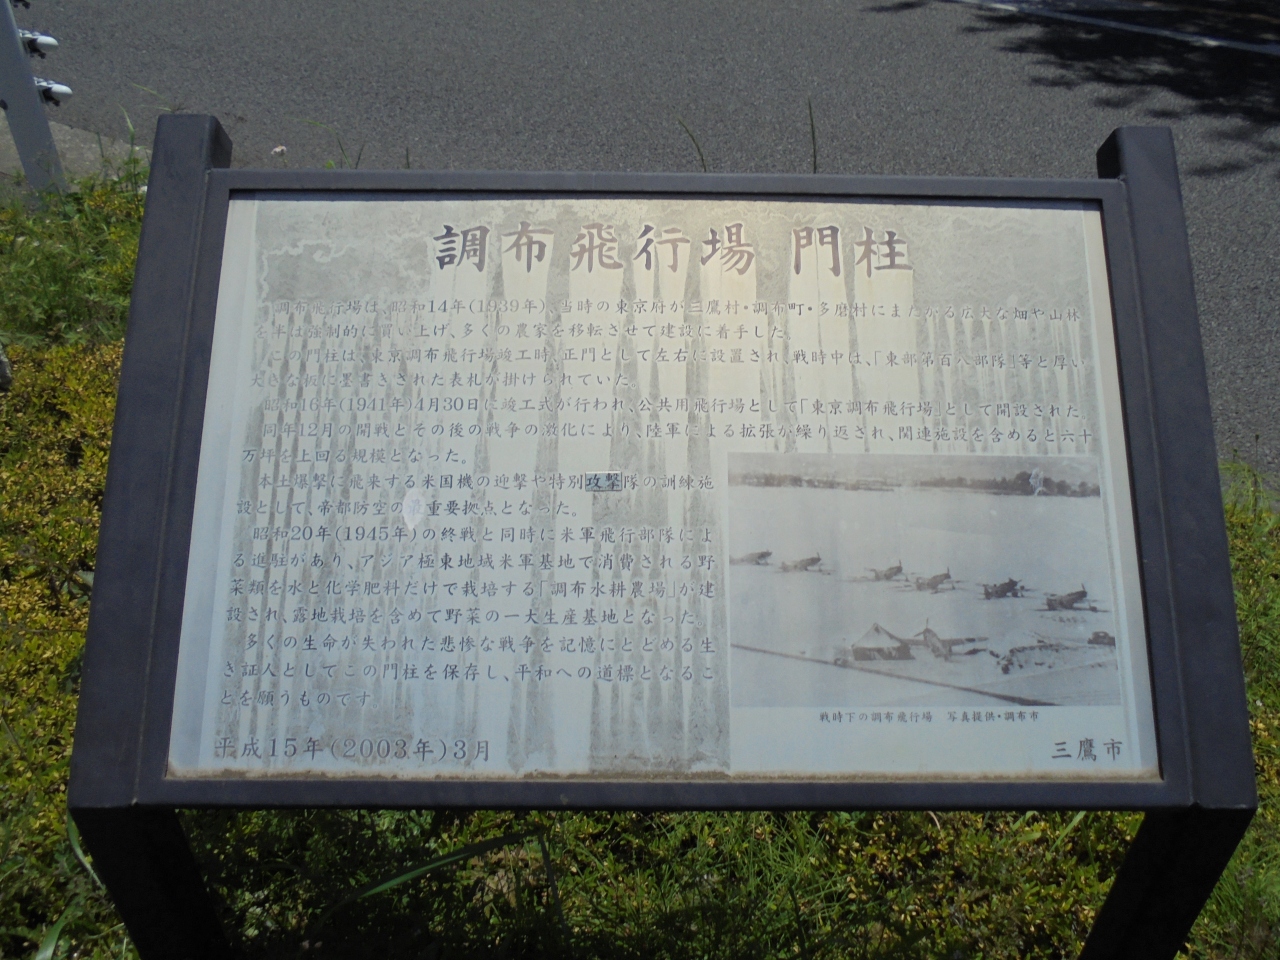 調布飛行場 門柱
調布飛行場は、昭和14年(1939年)、当時の東京府が三鷹村・調布町・多磨村にまたがる広大な畑や山林
を半ば強制的に買い上げ、多くの農家を移転させて建設に着手した。
この門柱は、東京調布飛行場竣工時、正門として左右に設置され、戦時中は、「東部第百八部隊」等と厚い
大きな板に墨書きされた表札が掛けられていた。
昭和16年(1941年)4月30日に竣工式が行われ、公共用飛行場として「東京調布飛行場」として開設された。
同年12月の開戦とその後の戦争の激化により、陸軍による拡張が繰り返され、関連施設を含めると六十
万坪を上回る規模となった。
本土爆撃に飛来する米国機の迎撃や特別攻撃隊の訓練施
設として、帝都防空の最重要拠点となった。
昭和20年(1945年)の終戦と同時に米軍飛行部隊によ
る進駐があり、アジア極東地域米軍基地で消費される野
菜類を水と化学肥料だけで栽培する「調布水耕農場」が建
設され、露地栽培を含めて野菜の一大生産基地となった。
多くの生命が失われた悲惨な戦争を記憶にとどめる生
き証人としてこの門柱を保存し、平和への道標となるこ
とを願うものです。
戦時下の調布飛行場 写真提供・調布市
平成15年(2003年)3月
三鷹市